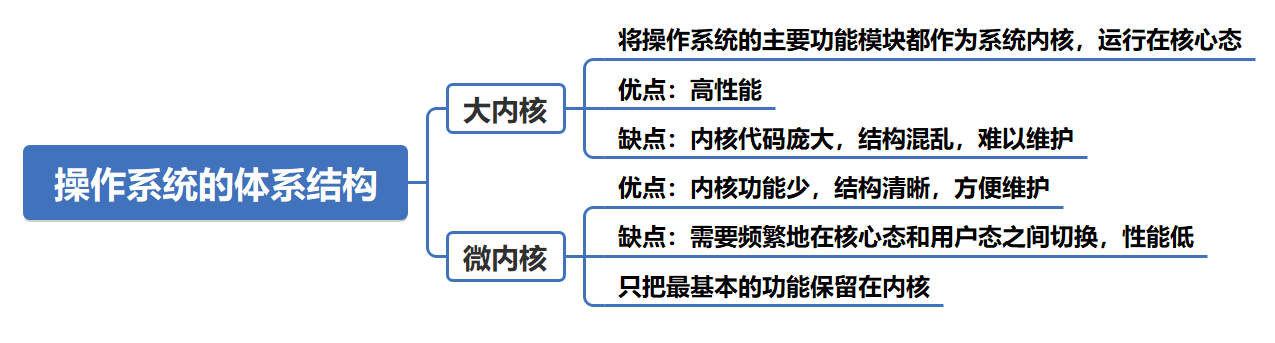 操作系统的体系结构
大内核
将操作系统的主要功能模块都作为系统内核，运行在核心态
优点：高性能
缺点：内核代码庞大，结构混乱，难以维护
微内核
优点：内核功能少，结构清晰，方便维护
缺点：需要频繁地在核心态和用户态之间切换，性能低
只把最基本的功能保留在内核